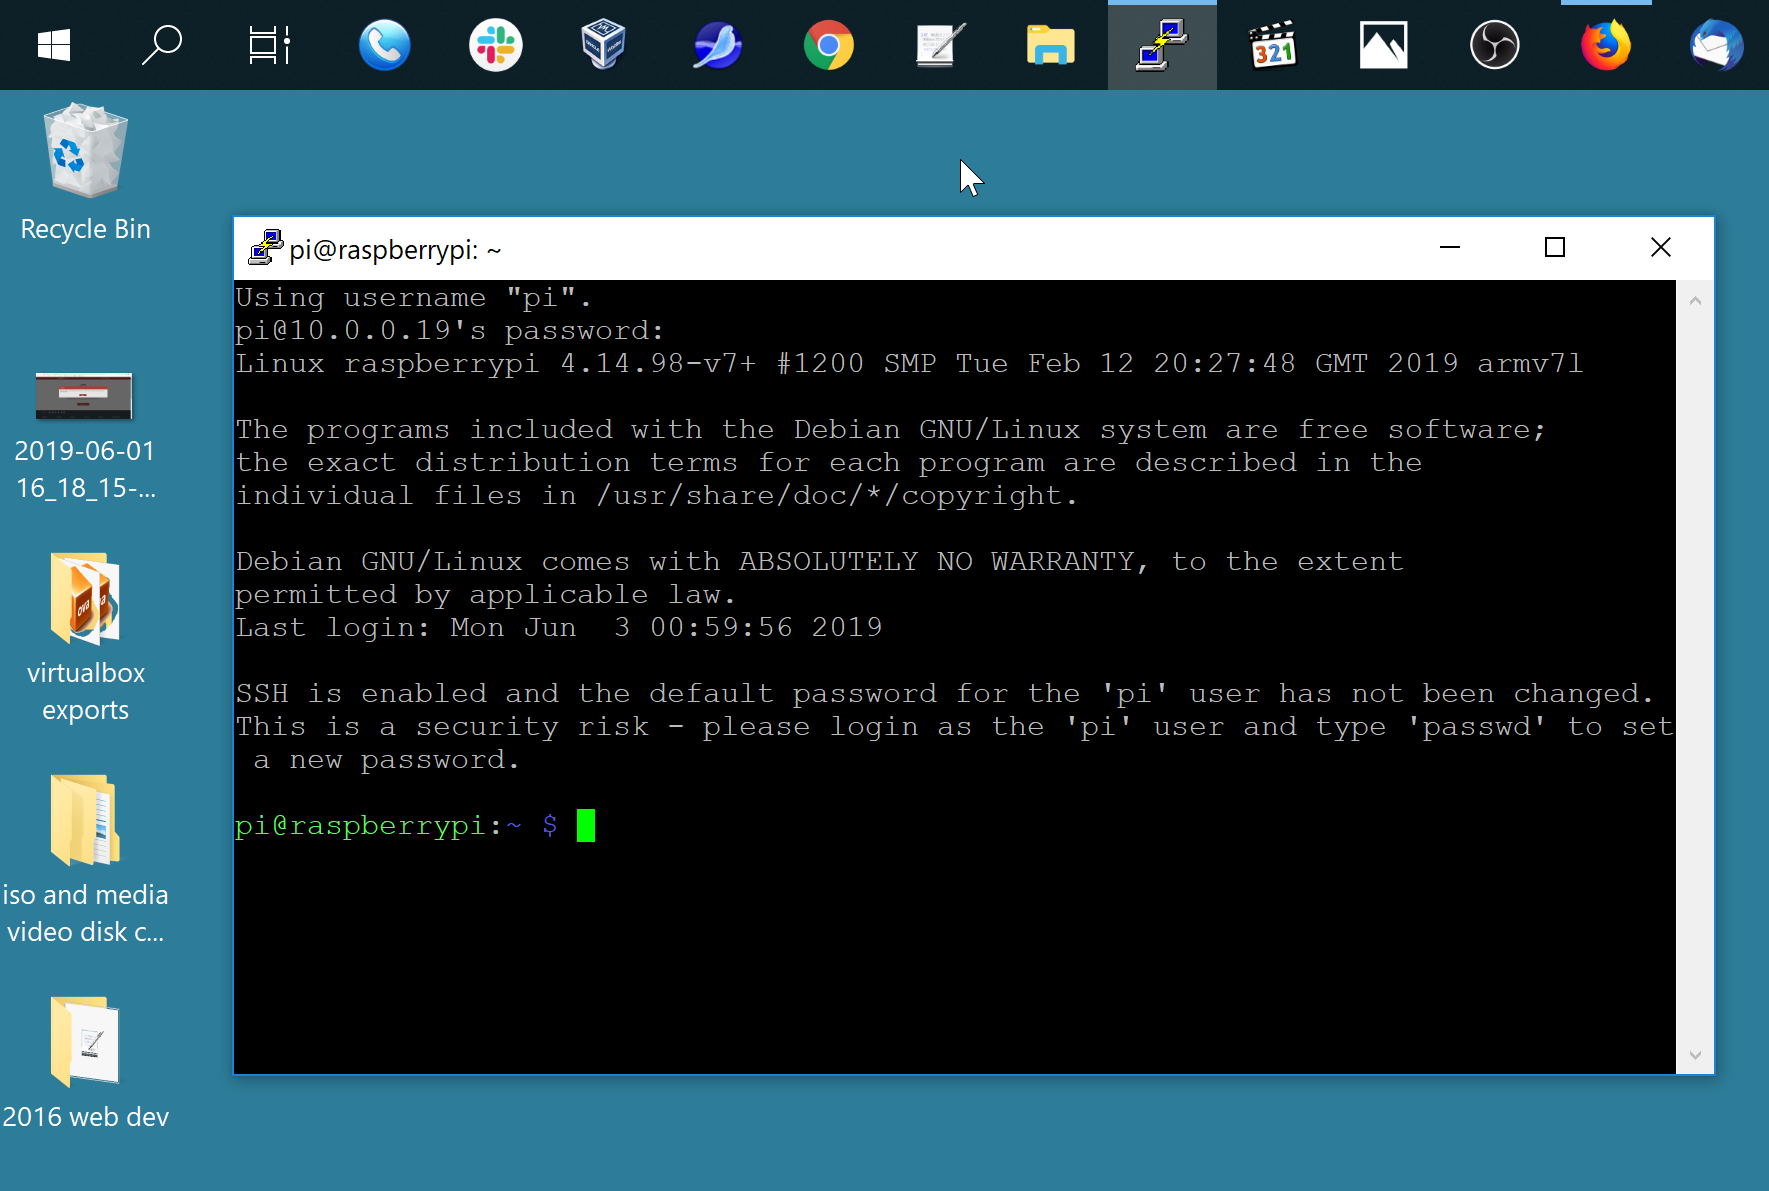 321
Recycle Bin
2019-06-01
16_18_15-...
virtualbox
exports
iso and media
video disk c...
2016 web dev
pi@raspberrypi: ~
Using username "pi".
pi@10.0.0.19's password:
Linux raspberrypi 4.14.98-v7+ #1200 SMP Tue Feb 12 20:27:48 GMT 2019 armv7l
The programs included with the Debian GNU/Linux system are free software;
the exact distribution terms for each program are described in the
individual files in /usr/share/doc/*/copyright.
Debian GNU/Linux comes with ABSOLUTELY NO WARRANTY, to the extent
permitted by applicable law.
Last login: Mon Jun  3 00:59:56 2019
SSH is enabled and the default password for the 'pi' user has not been changed.
This is a security risk - please login as the 'pi' user and type 'passwd' to set
 a new password.
pi@raspberrypi:~ $